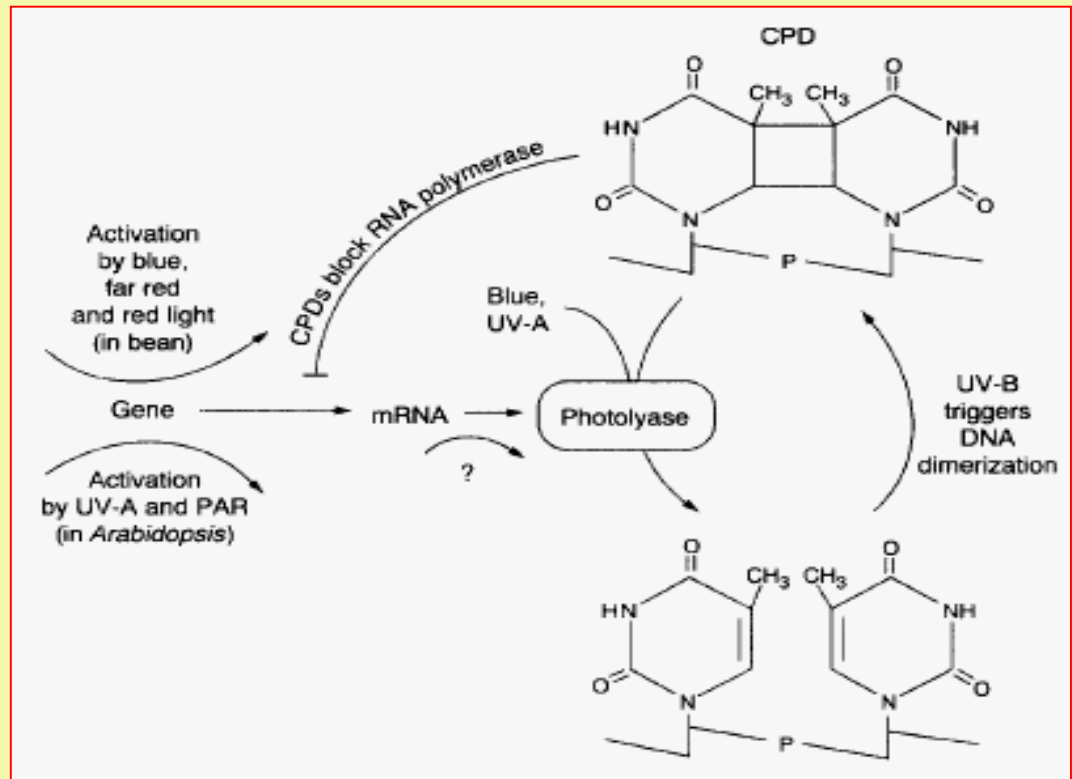 CPD
O
O
CH₃ CH₃
HN
NH
O
N
N
O
P
CPDs block RNA polymerase
Activation
by blue,
far red
and red light
(in bean)
Blue,
UV-A
Gene
mRNA
Photolyase
?
UV-B
triggers
DNA
dimerization
Activation
by UV-A and PAR
(in Arabidopsis)
O
O
CH₃ CH₃
HN
NH
O
N
N
O
P